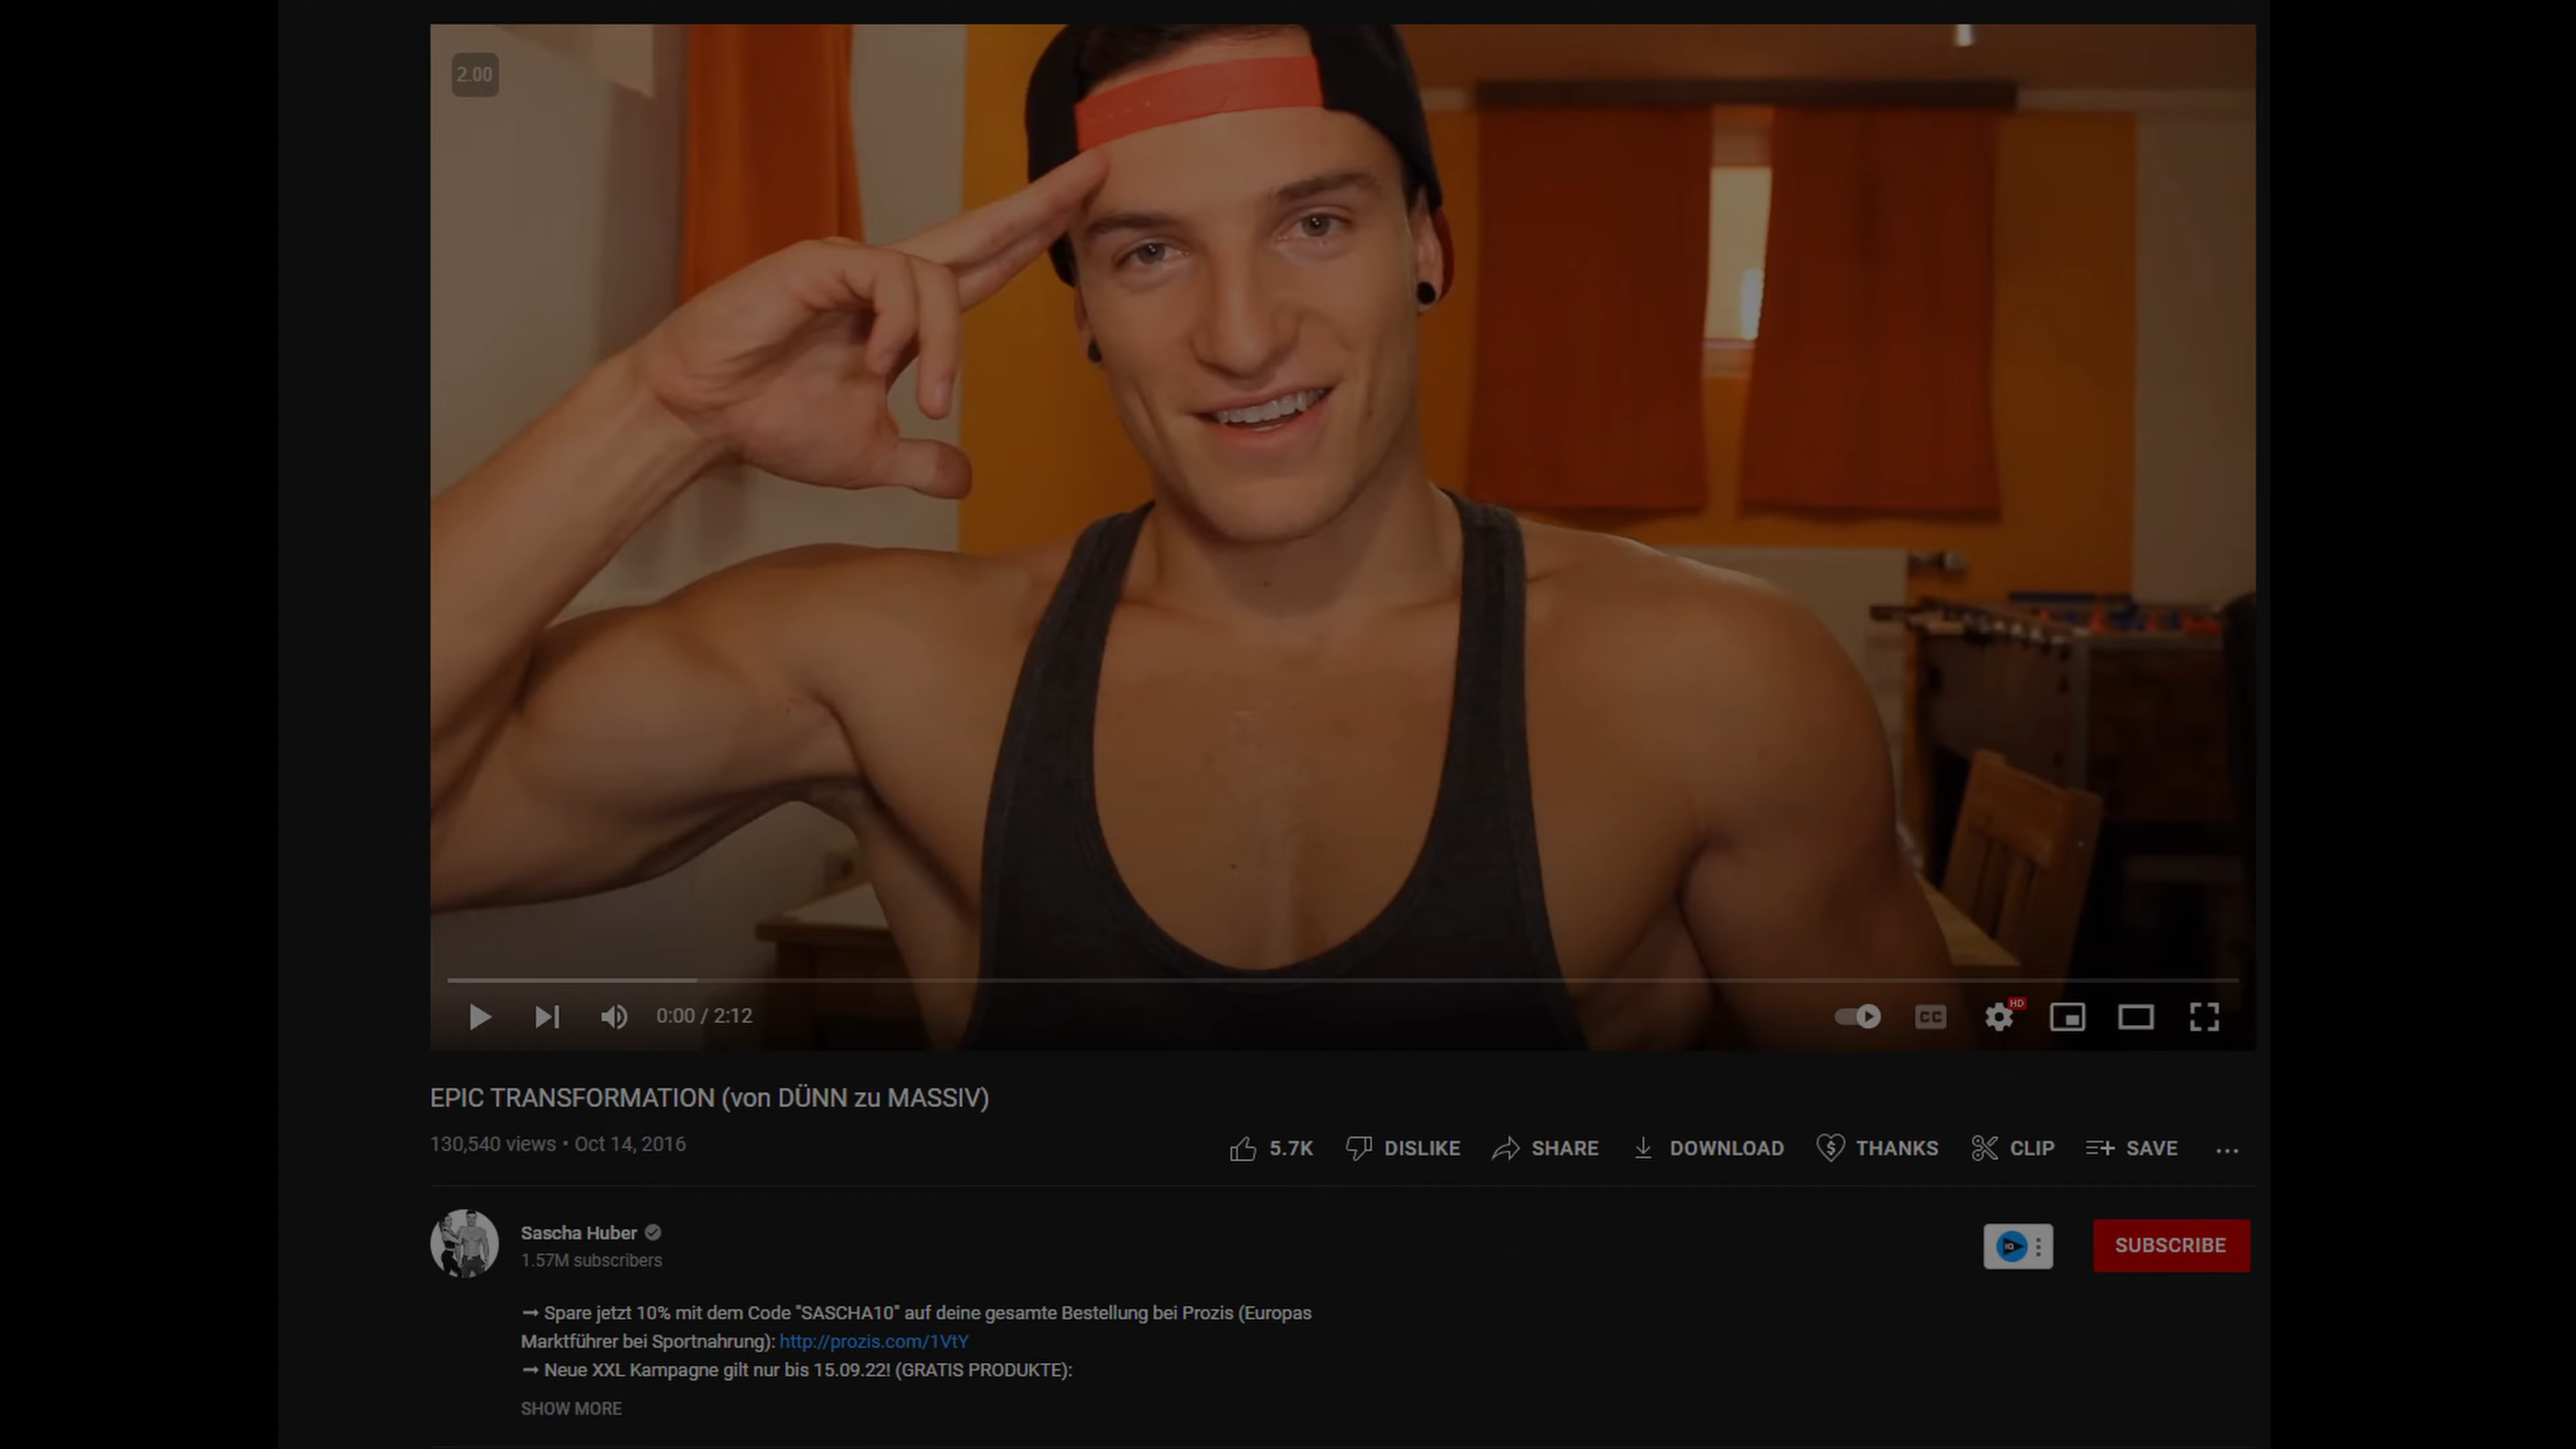 2.00
0:00 / 2:12
CC
HD
EPIC TRANSFORMATION (von DÜNN zu MASSIV)
130,540 views • Oct 14, 2016
5.7K
DISLIKE
SHARE
DOWNLOAD
THANKS
CLIP
SAVE
Sascha Huber
1.57M subscribers
IQ
SUBSCRIBE
→ Spare jetzt 10% mit dem Code "SASCHA10" auf deine gesamte Bestellung bei Prozis (Europas
Marktführer bei Sportnahrung): http://prozis.com/1VtY
→ Neue XXL Kampagne gilt nur bis 15.09.22! (GRATIS PRODUKTE):
SHOW MORE